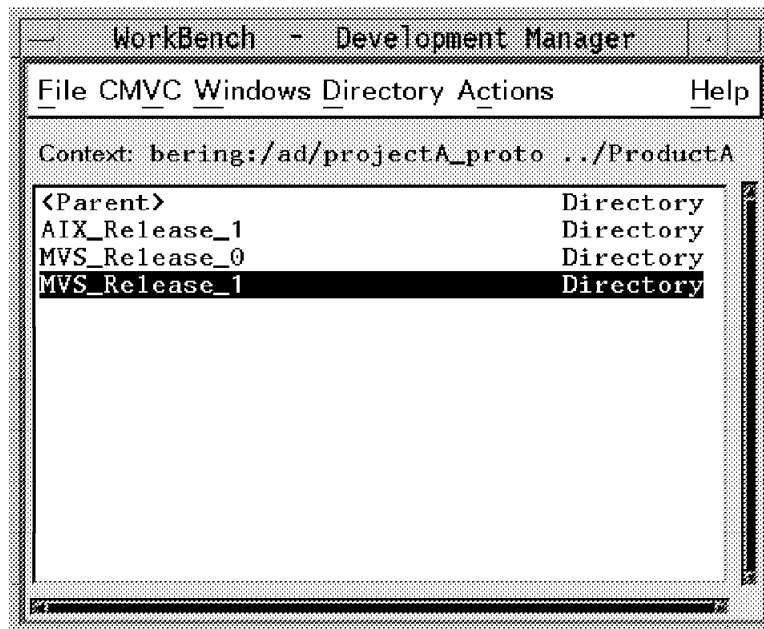 WorkBench - Development Manager
File CMVC Windows Directory Actions Help
Context: bering:/ad/projectA_proto ../ProductA
<Parent> Directory
AIX_Release_1 Directory
MVS_Release_0 Directory
MVS_Release_1 Directory